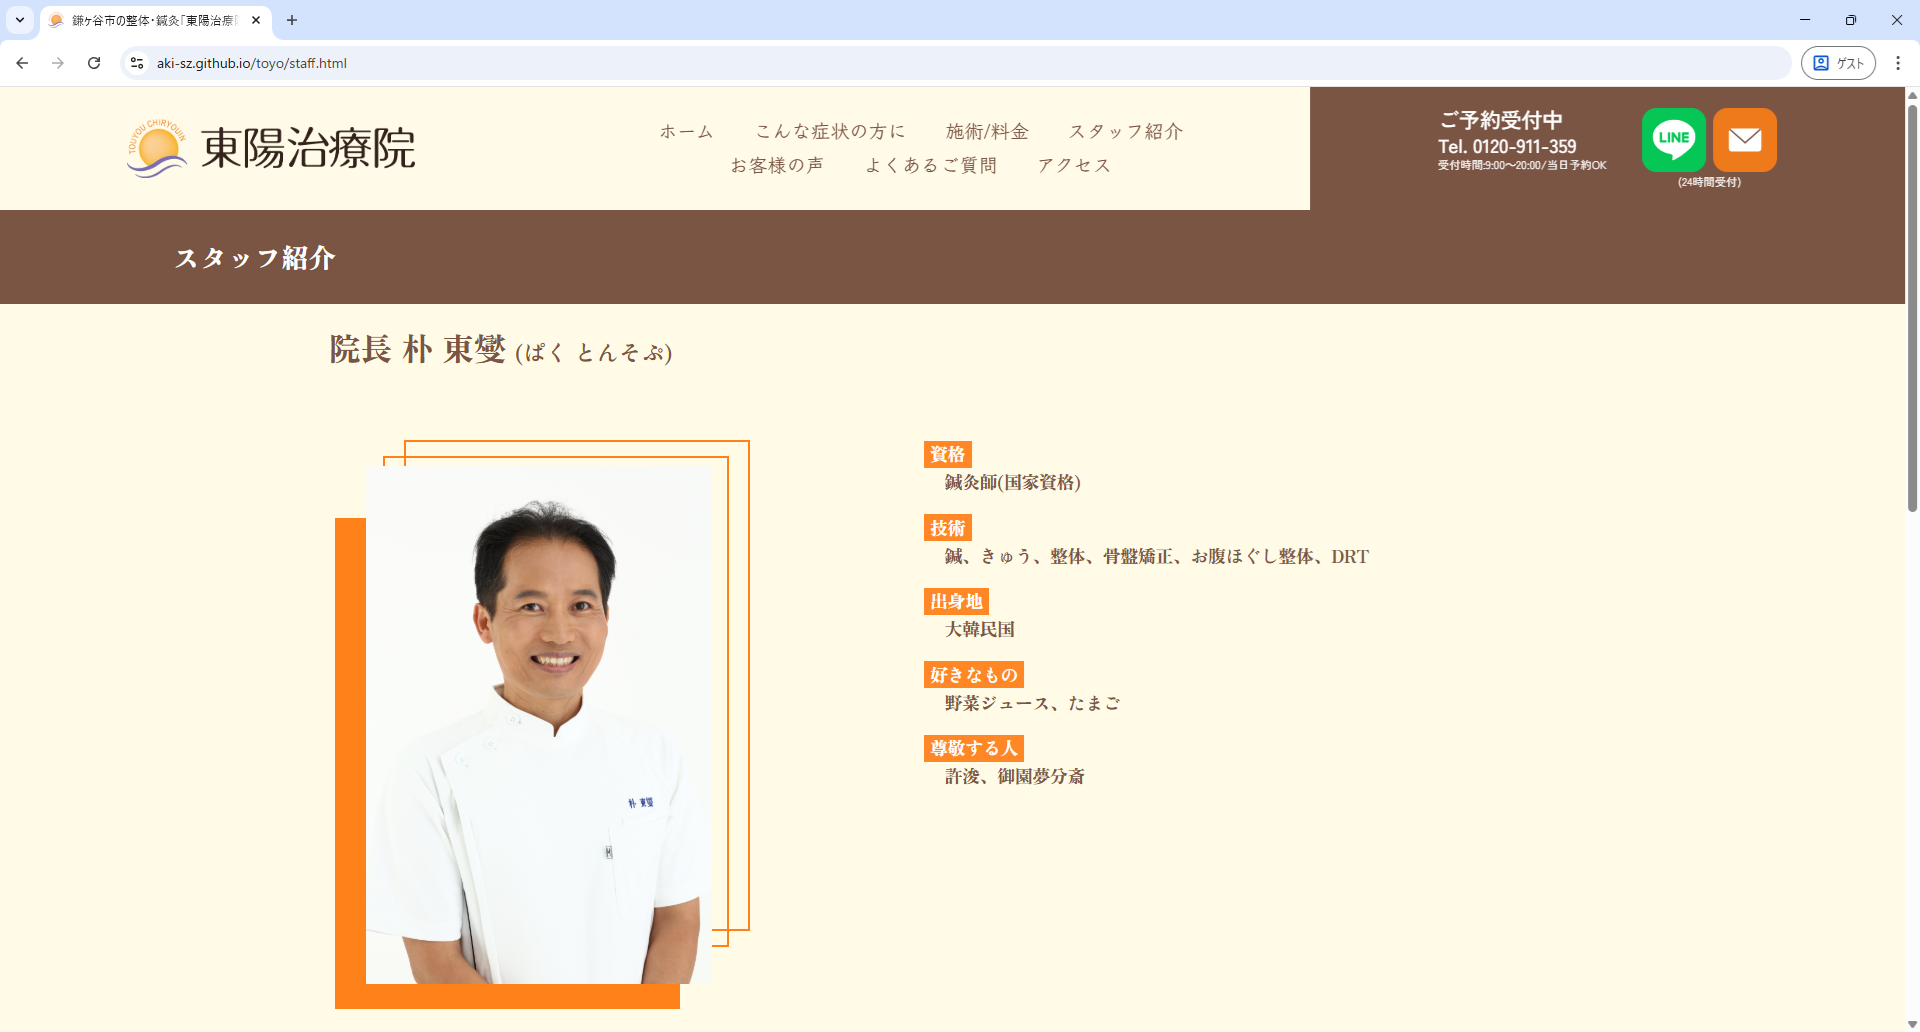 鎌ヶ谷市の整体・鍼灸「東陽治療院
aki-sz.github.io/toyo/staff.html
ゲスト
TOUYOU CHIRYOUIN
東陽治療院
ホーム こんな症状の方に 施術/料金 スタッフ紹介
お客様の声 よくあるご質問 アクセス
ご予約受付中
Tel. 0120-911-359
受付時間:9:00〜20:00/当日予約OK
LINE
(24時間受付)
スタッフ紹介
院長 朴 東燮 (ぱく とんそぷ)
資格
鍼灸師(国家資格)
技術
鍼、きゅう、整体、骨盤矯正、お腹ほぐし整体、DRT
出身地
大韓民国
好きなもの
野菜ジュース、たまご
尊敬する人
許浚、御園夢分斎
朴 東燮